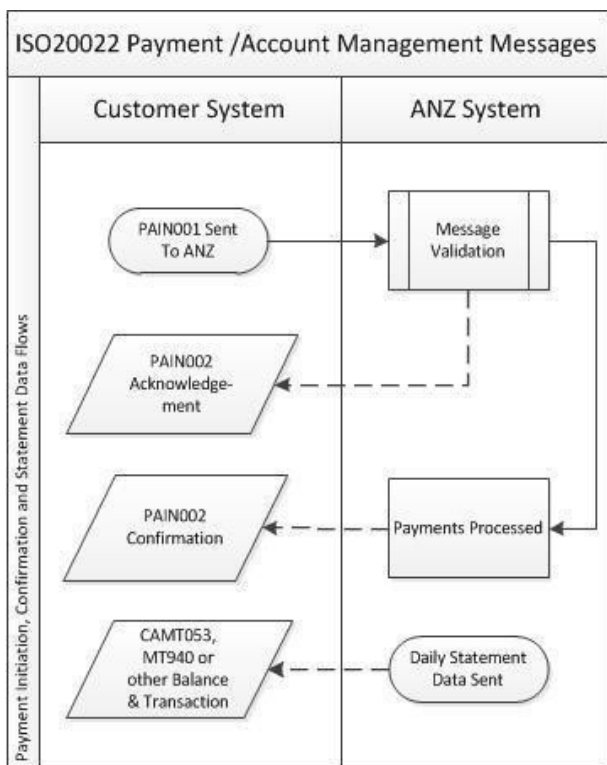 ISO20022 Payment /Account Management Messages
Customer System
ANZ System
Payment Initiation, Confirmation and Statement Data Flows
PAIN001 Sent
To ANZ
Message
Validation
PAIN002
Acknowledge-
ment
PAIN002
Confirmation
Payments Processed
CAMT053,
MT940 or
other Balance
& Transaction
Daily Statement
Data Sent